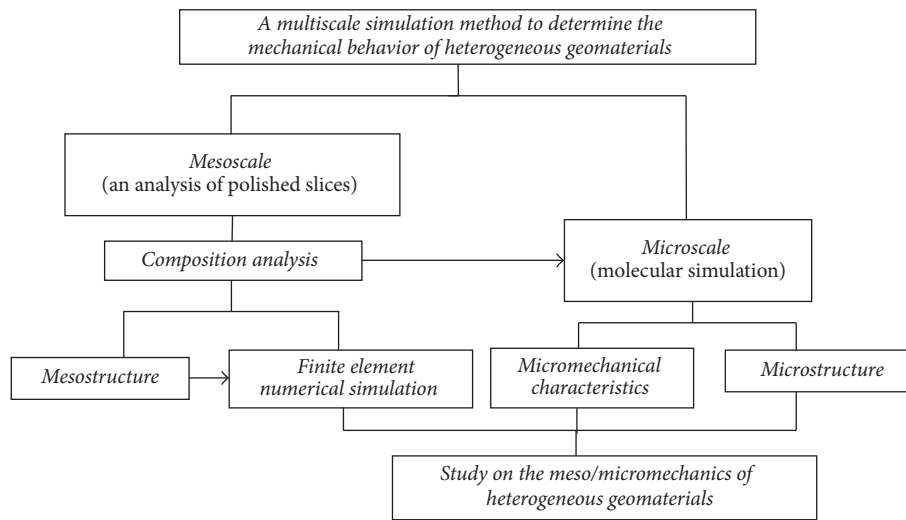 A multiscale simulation method to determine the
mechanical behavior of heterogeneous geomaterials
Mesoscale
(an analysis of polished slices)
Composition analysis
Microscale
(molecular simulation)
Mesostructure
Finite element
numerical simulation
Micromechanical
characteristics
Microstructure
Study on the meso/micromechanics of
heterogeneous geomaterials